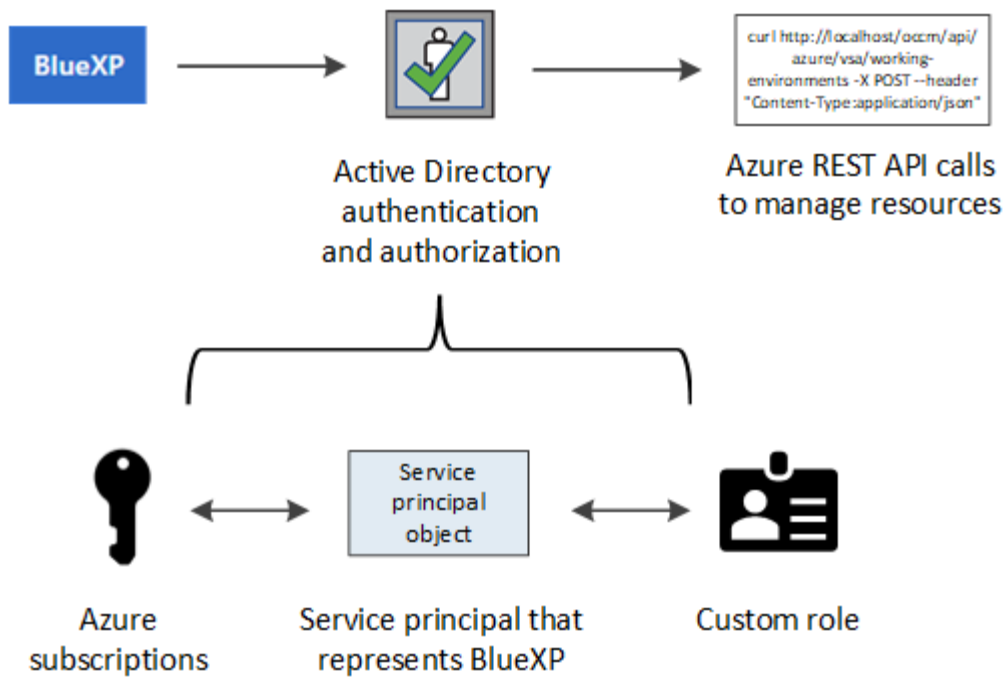 BlueXP
curl http://localhost/occm/api/
azure/vsa/working-
environments -X POST --header
"Content-Type:application/json"
Active Directory
authentication
and authorization
Azure REST API calls
to manage resources
Service
principal
object
Azure
subscriptions
Service principal that
represents BlueXP
Custom role